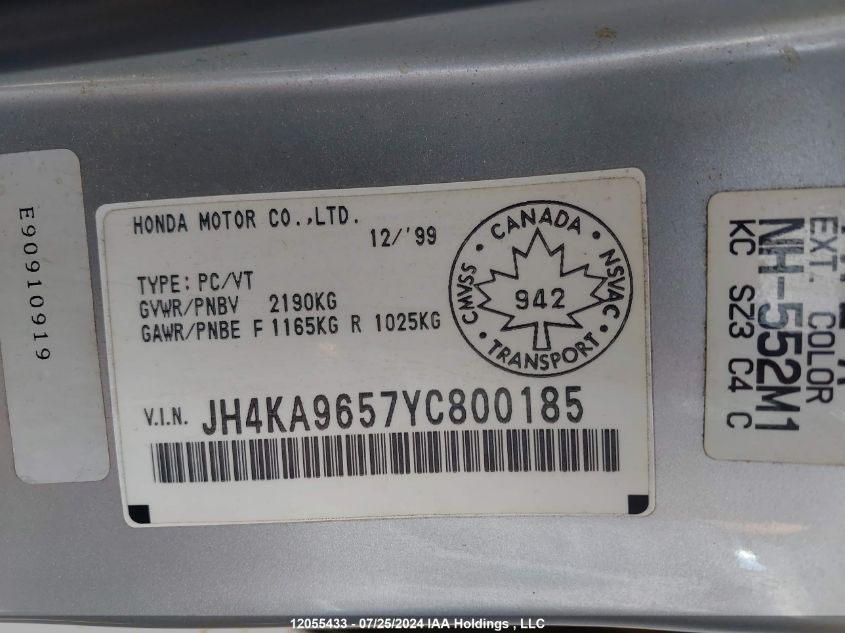 E90910919
HONDA MOTOR CO.,LTD.
12/'99
TYPE: PC/VT
GVWR/PNBV 2190KG
GAWR/PNBE F 1165KG R 1025KG
CANADA
NSVAC
TRANSPORT
CMVSS
942
V.I.N. JH4KA9657YC800185
EXT. COLOR
NH-552M1
KC SZ3 C4 C
12055433 - 07/25/2024 IAA Holdings , LLC